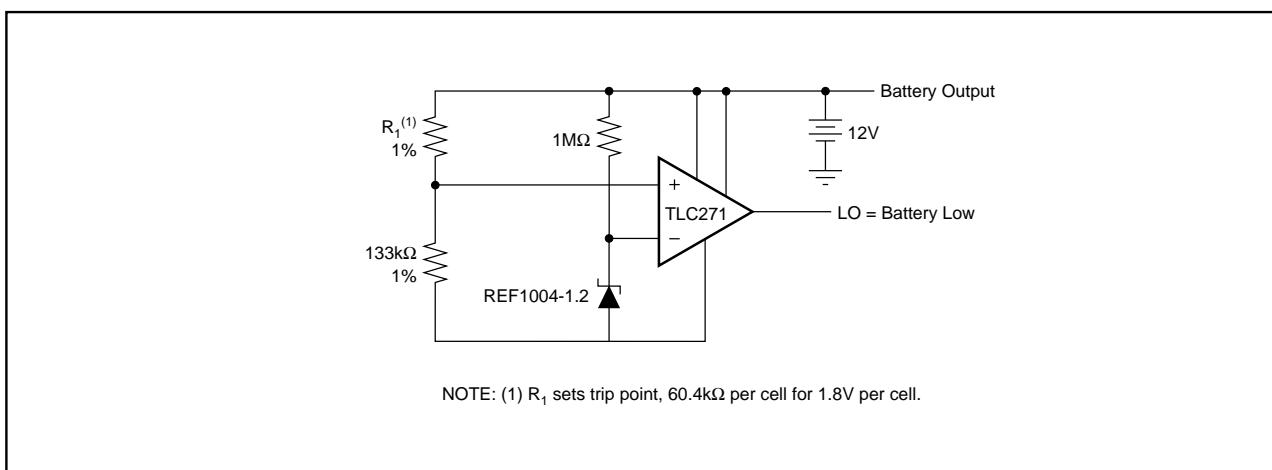 Battery Output
R1(1)
1%
1MΩ
12V
+
TLC271
LO = Battery Low
−
133kΩ
1%
REF1004-1.2
NOTE: (1) R1 sets trip point, 60.4kΩ per cell for 1.8V per cell.